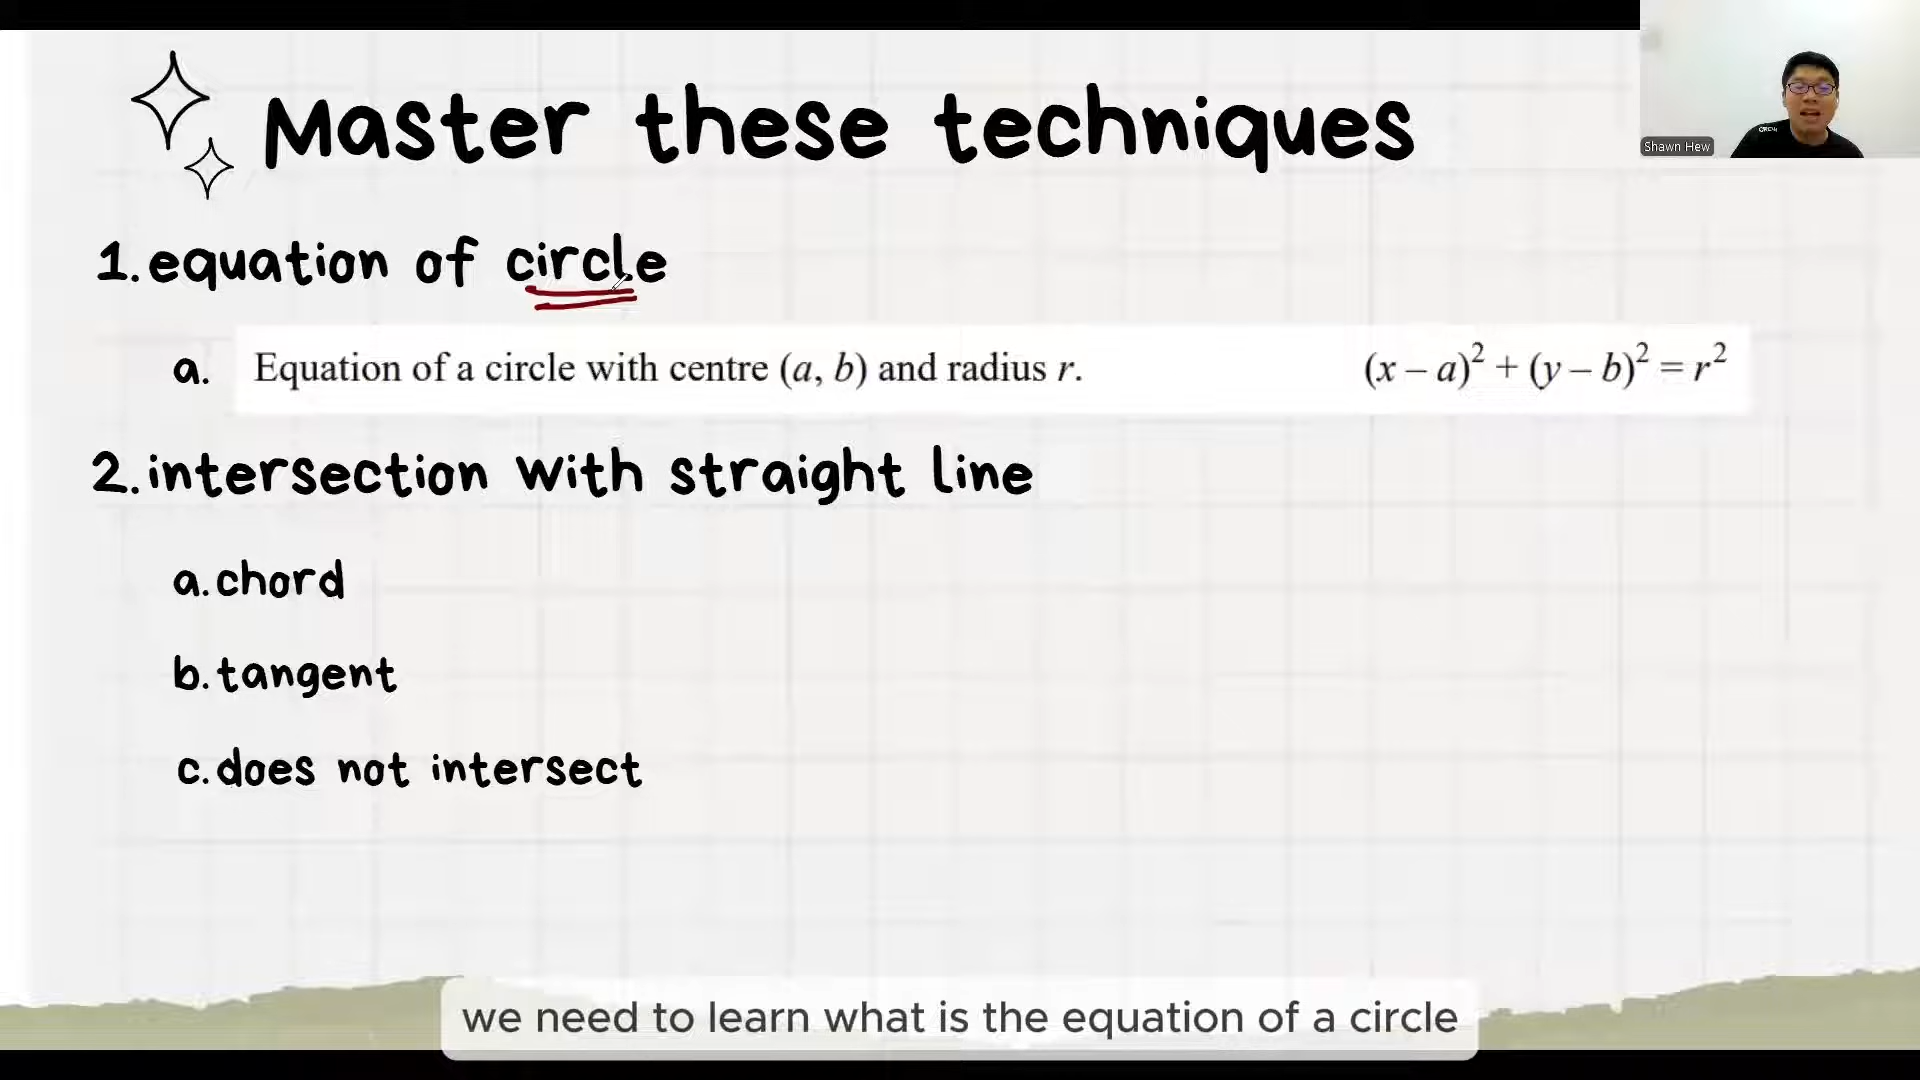 Master these techniques
Shawn Hew
1. equation of circle
a. Equation of a circle with centre (a, b) and radius r. (x – a)² + (y – b)² = r²
2. intersection with straight line
a. chord
b. tangent
c. does not intersect
we need to learn what is the equation of a circle